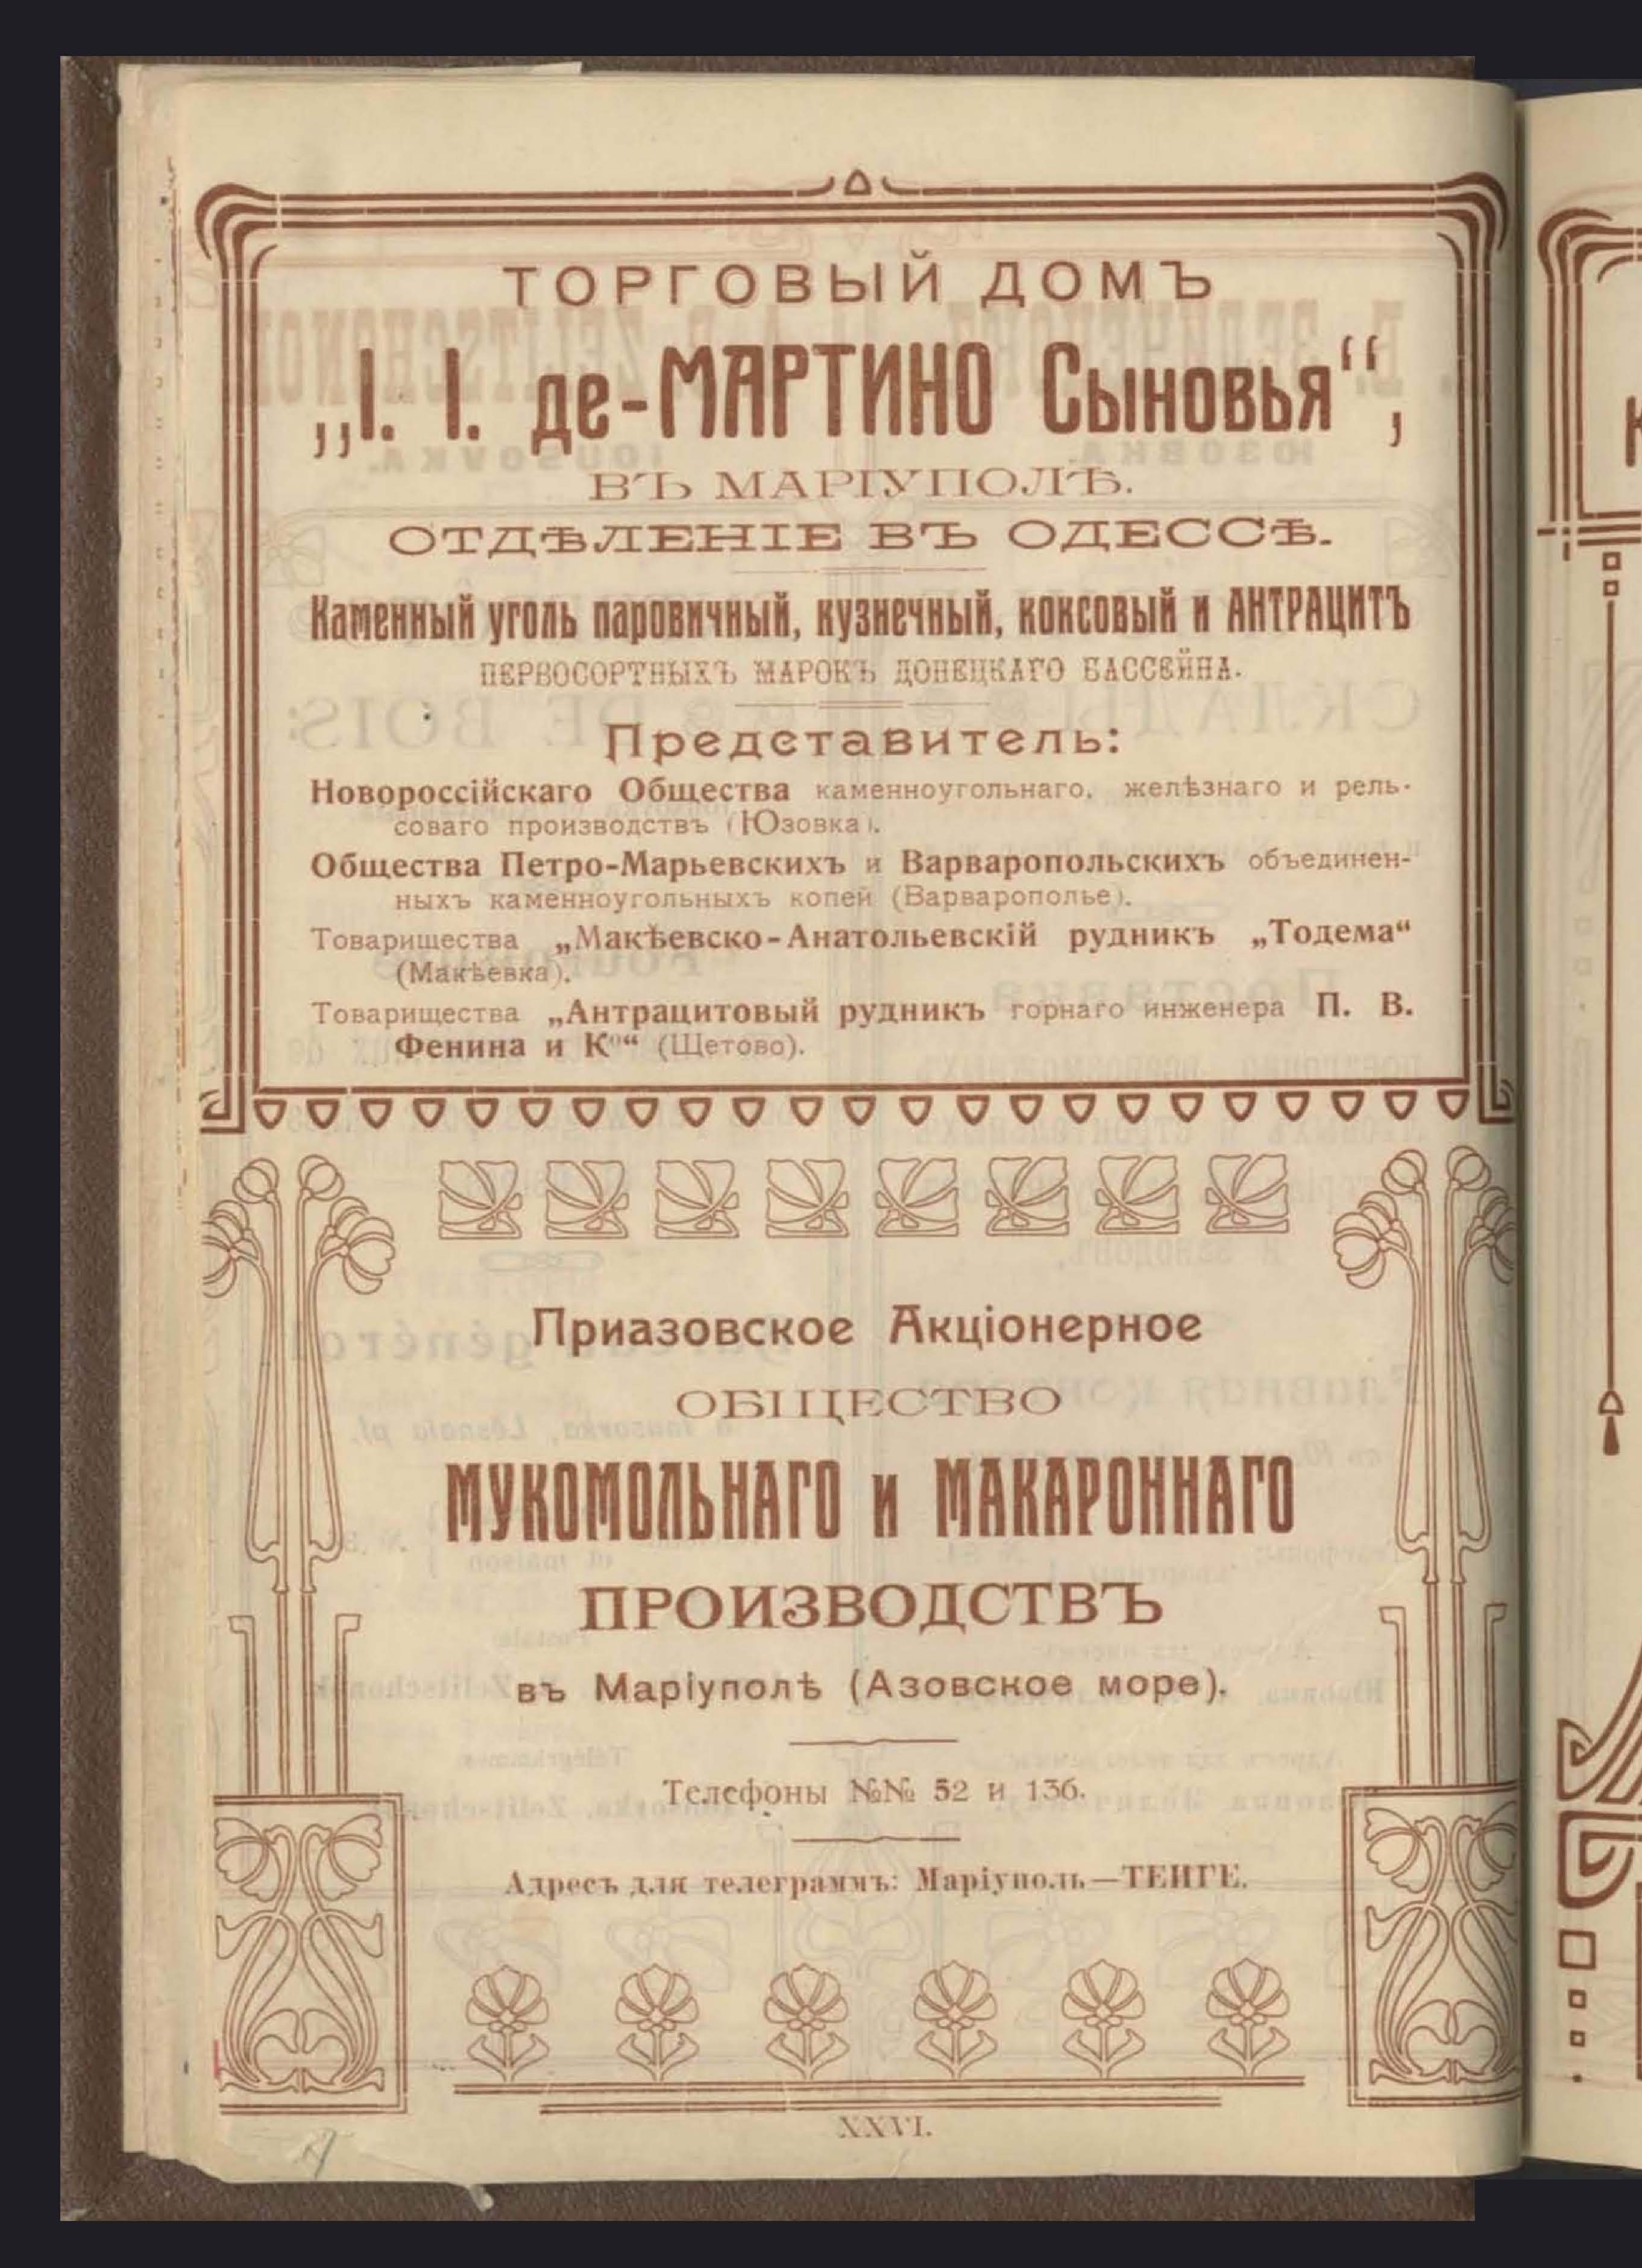 ТОРГОВЫЙ ДОМЪ
„І. І. де-МАРТИНО Сыновья“,
ВЪ МАРІУПОЛѢ.
ОТДѢЛЕНІЕ ВЪ ОДЕССѢ.
Каменный уголь паровичный, кузнечный, коксовый и АНТРАЦИТЪ
ПЕРВОСОРТНЫХЪ МАРОКЪ ДОНЕЦКАГО БАССЕЙНА.
Представитель:
Новороссійскаго Общества каменноугольнаго, желѣзнаго и рель-
соваго производствъ (Юзовка).
Общества Петро-Марьевскихъ и Варваропольскихъ объединен-
ныхъ каменноугольныхъ копей (Варварополье).
Товарищества „Макѣевско-Анатольевскій рудникъ „Тодема“
(Макѣевка).
Товарищества „Антрацитовый рудникъ горнаго инженера П. В.
Фенина и Кº“ (Щетово).
Приазовское Акціонерное
ОБЩЕСТВО
МУКОМОЛЬНАГО и МАКАРОННАГО
ПРОИЗВОДСТВЪ
въ Маріуполѣ (Азовское море).
Телефоны №№ 52 и 136.
Адресъ для телеграммъ: Маріуполь—ТЕНГЕ.
XXVI.